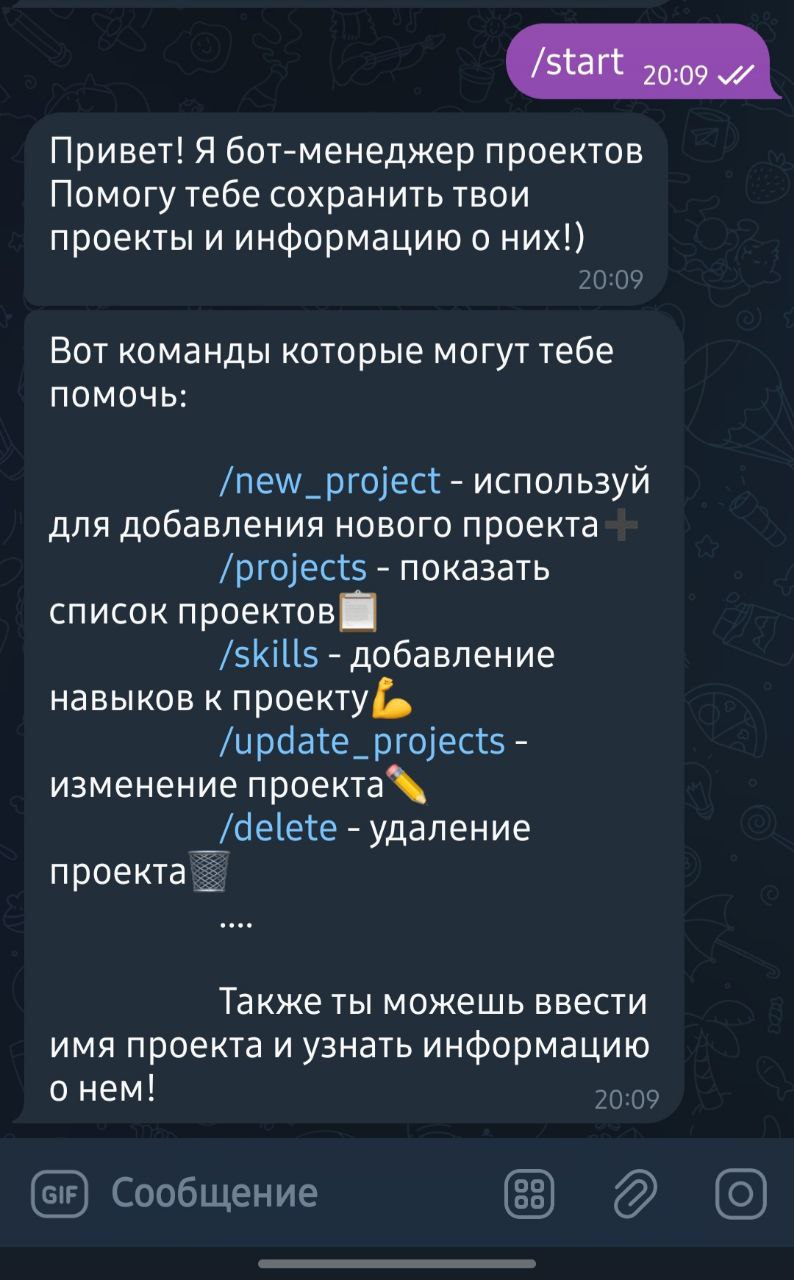 /start 20:09
Привет! Я бот-менеджер проектов
Помогу тебе сохранить твои
проекты и информацию о них!)
20:09
Вот команды которые могут тебе
помочь:
/new_project - используй
для добавления нового проекта➕
/projects - показать
список проектов📋
/skills - добавление
навыков к проекту💪
/update_projects -
изменение проекта✏️
/delete - удаление
проекта🗑️
....
Также ты можешь ввести
имя проекта и узнать информацию
о нем!
20:09
GIF Сообщение